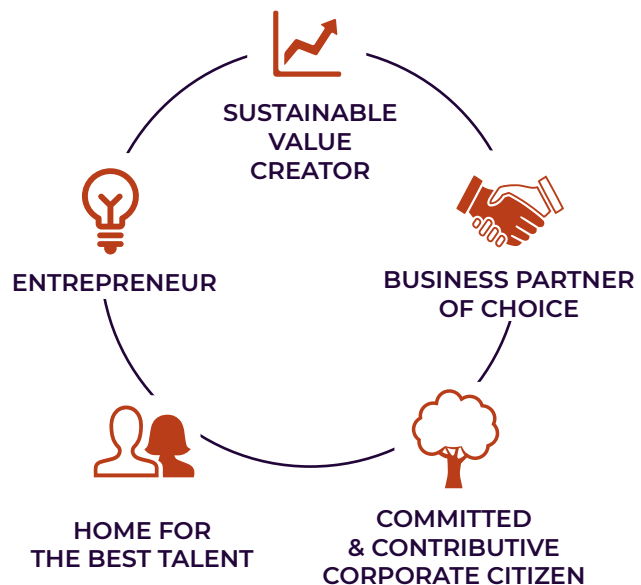 SUSTAINABLE
VALUE
CREATOR
ENTREPRENEUR
BUSINESS PARTNER
OF CHOICE
HOME FOR
THE BEST TALENT
COMMITTED
& CONTRIBUTIVE
CORPORATE CITIZEN